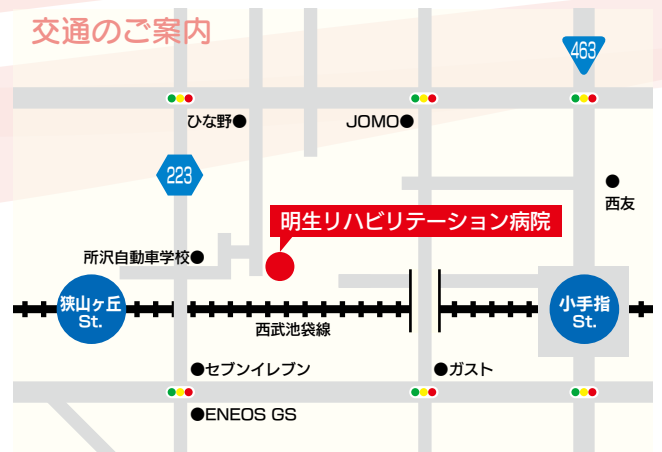 交通のご案内
463
ひな野
JOMO
223
西友
明生リハビリテーション病院
所沢自動車学校
狭山ヶ丘
St.
小手指
St.
西武池袋線
セブンイレブン
ガスト
ENEOS GS